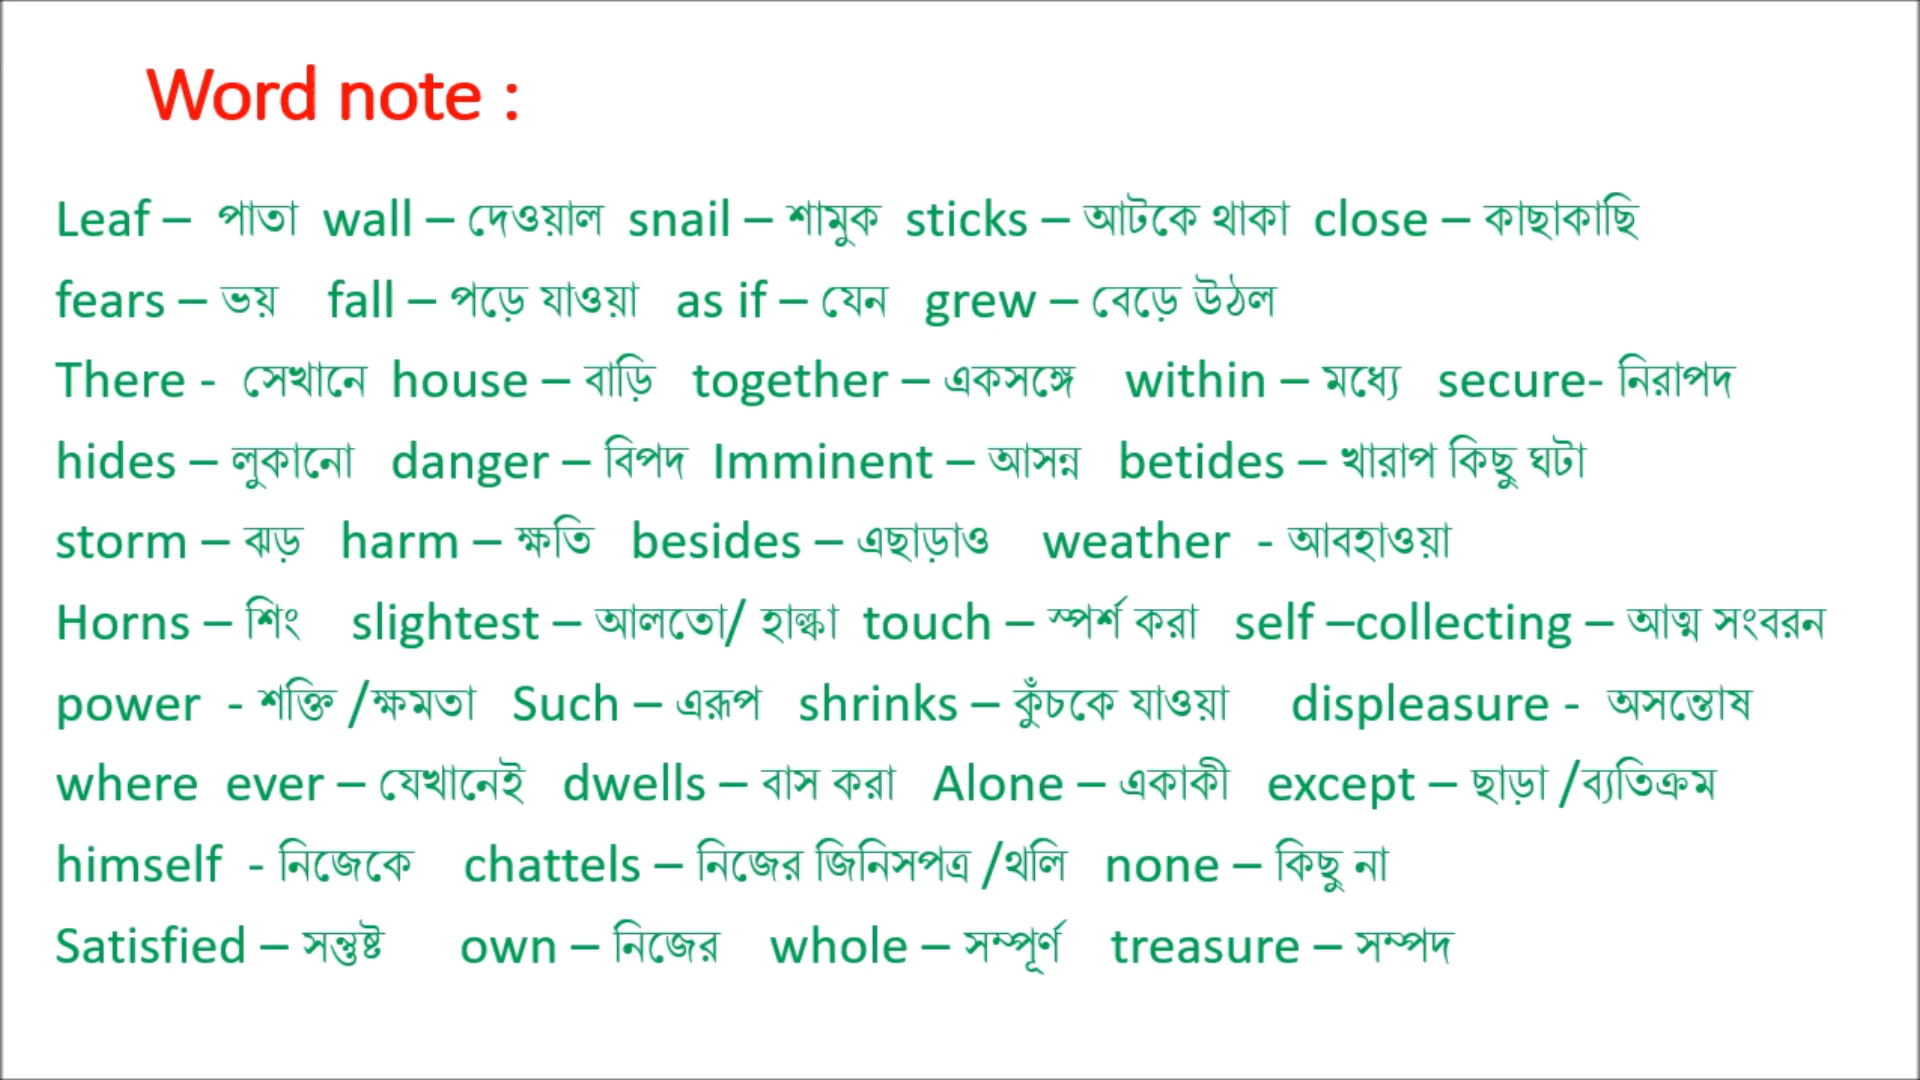 Word note :
Leaf – পাতা wall – দেওয়াল snail – শামুক sticks – আটকে থাকা close – কাছাকাছি
fears – ভয় fall – পড়ে যাওয়া as if – যেন grew – বেড়ে উঠল
There - সেখানে house – বাড়ি together – একসঙ্গে within – মধ্যে secure- নিরাপদ
hides – লুকানো danger – বিপদ Imminent – আসন্ন betides – খারাপ কিছু ঘটা
storm – ঝড় harm – ক্ষতি besides – এছাড়াও weather - আবহাওয়া
Horns – শিং slightest – আলতো/ হাল্কা touch – স্পর্শ করা self –collecting – আত্ম সংবরন
power - শক্তি /ক্ষমতা Such – এরূপ shrinks – কুঁচকে যাওয়া displeasure - অসন্তোষ
where ever – যেখানেই dwells – বাস করা Alone – একাকী except – ছাড়া /ব্যতিক্রম
himself - নিজেকে chattels – নিজের জিনিসপত্র /থলি none – কিছু না
Satisfied – সন্তুষ্ট own – নিজের whole – সম্পূর্ণ treasure – সম্পদ